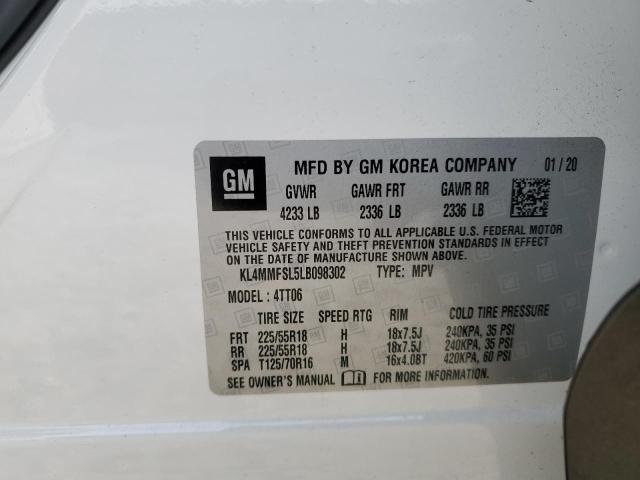 GM MFD BY GM KOREA COMPANY 01/20
GVWR GAWR FRT GAWR RR
4233 LB 2336 LB 2336 LB
THIS VEHICLE CONFORMS TO ALL APPLICABLE U.S. FEDERAL MOTOR
VEHICLE SAFETY AND THEFT PREVENTION STANDARDS IN EFFECT
ON THE DATE OF MANUFACTURE SHOWN ABOVE.
KL4MMFSL5LB098302 TYPE: MPV
MODEL : 4TT06
TIRE SIZE SPEED RTG RIM COLD TIRE PRESSURE
FRT 225/55R18 H 18x7.5J 240KPA, 35 PSI
RR 225/55R18 H 18x7.5J 240KPA, 35 PSI
SPA T125/70R16 M 16x4.0BT 420KPA, 60 PSI
SEE OWNER'S MANUAL FOR MORE INFORMATION.